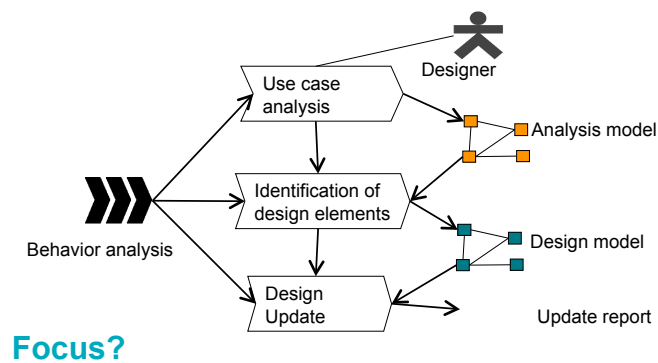 Use case
analysis
Designer
Analysis model
Identification of
design elements
Behavior analysis
Design model
Design
Update
Update report
Focus?